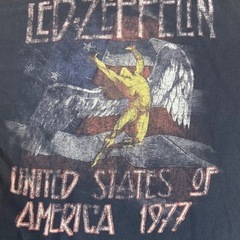 LED-ZEPPELIN
UNITED STATES OF
AMERICA 1977